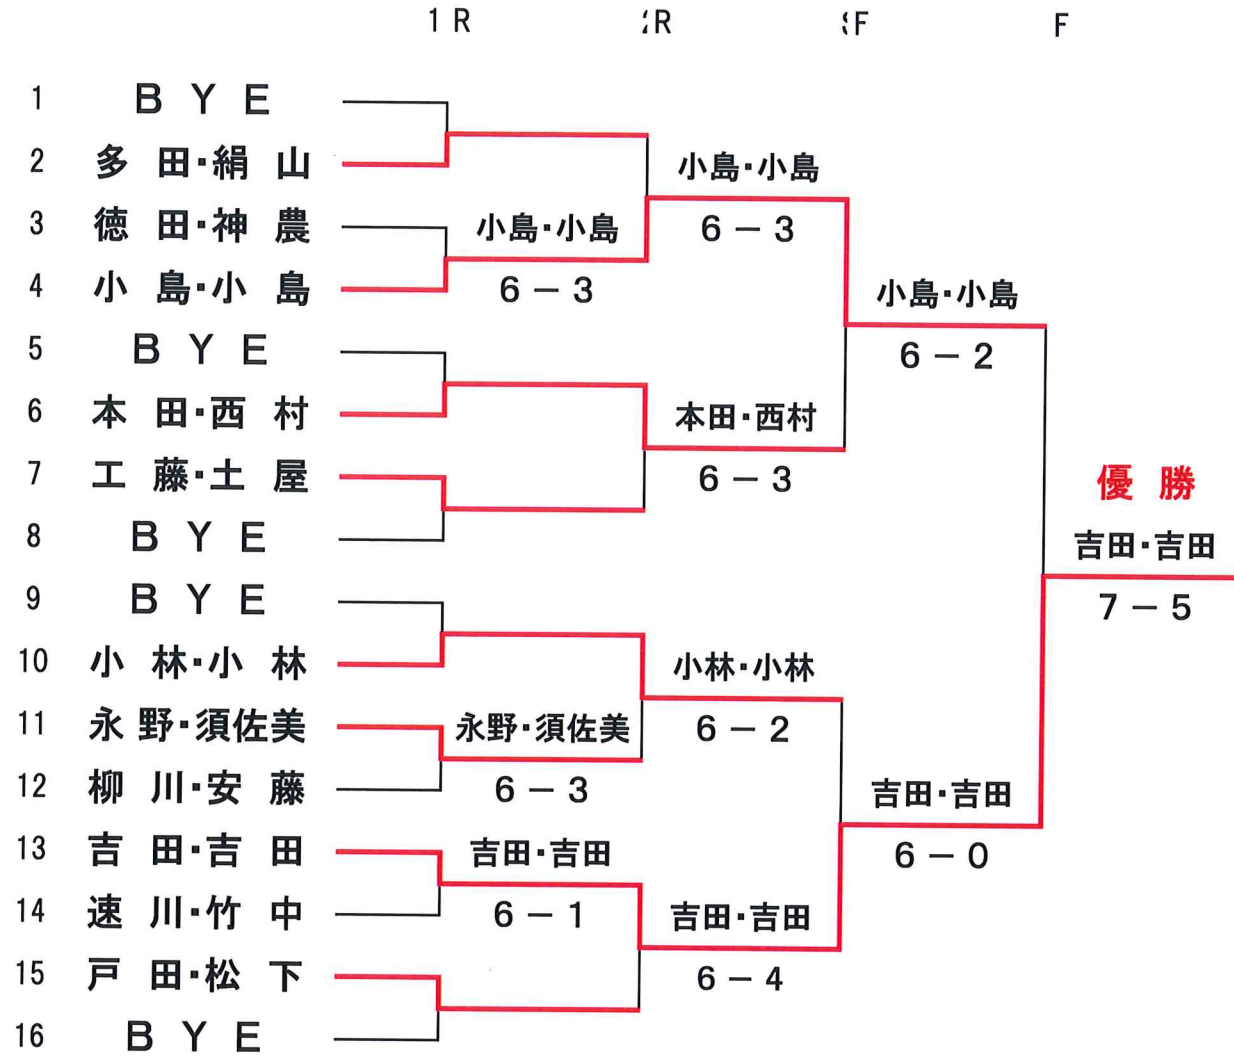 1R 2R SF F
1 BYE
2 多田・絹山
小島・小島
3 徳田・神農
小島・小島
6－3
4 小島・小島
6－3
小島・小島
5 BYE
6－2
6 本田・西村
本田・西村
7 工藤・土屋
6－3
優勝
8 BYE
吉田・吉田
9 BYE
7－5
10 小林・小林
小林・小林
11 永野・須佐美
永野・須佐美
6－2
12 柳川・安藤
6－3
吉田・吉田
13 吉田・吉田
吉田・吉田
6－0
14 速川・竹中
6－1
吉田・吉田
15 戸田・松下
6－4
16 BYE